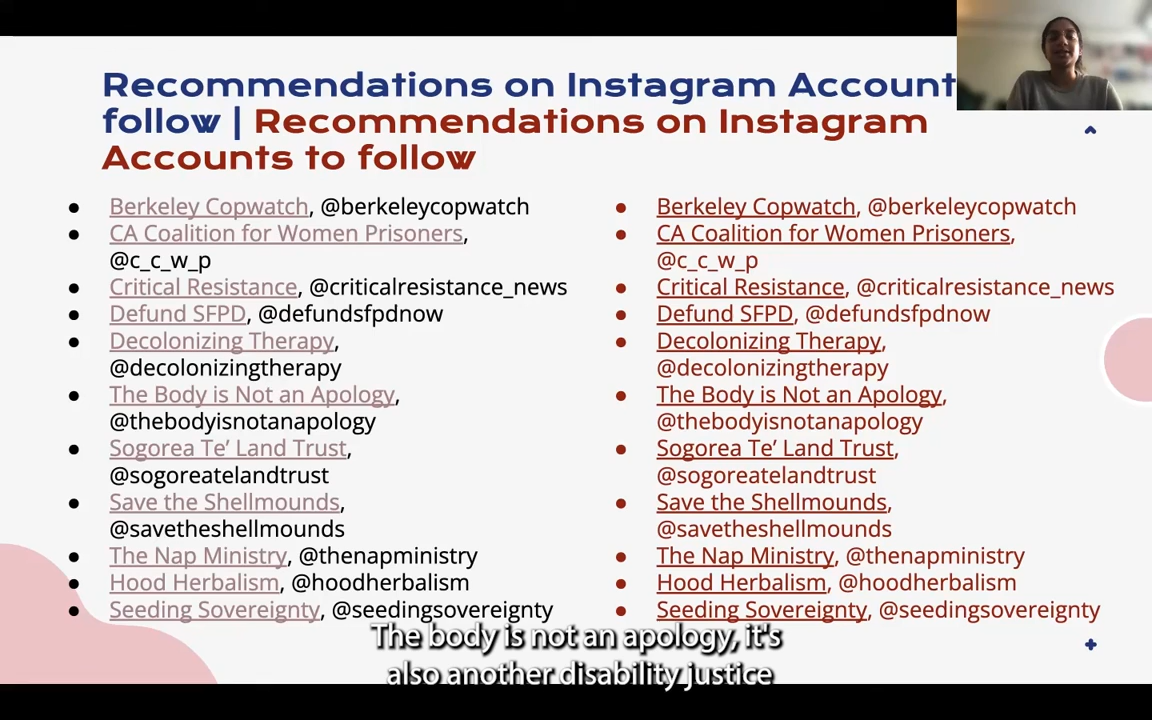 Recommendations on Instagram Account
follow | Recommendations on Instagram
Accounts to follow
● Berkeley Copwatch, @berkeleycopwatch
● CA Coalition for Women Prisoners,
@c_c_w_p
● Critical Resistance, @criticalresistance_news
● Defund SFPD, @defundsfpdnow
● Decolonizing Therapy,
@decolonizingtherapy
● The Body is Not an Apology,
@thebodyisnotanapology
● Sogorea Te’ Land Trust,
@sogoreatelandtrust
● Save the Shellmounds,
@savetheshellmounds
● The Nap Ministry, @thenapministry
● Hood Herbalism, @hoodherbalism
● Seeding Sovereignty, @seedingsovereignty
● Berkeley Copwatch, @berkeleycopwatch
● CA Coalition for Women Prisoners,
@c_c_w_p
● Critical Resistance, @criticalresistance_news
● Defund SFPD, @defundsfpdnow
● Decolonizing Therapy,
@decolonizingtherapy
● The Body is Not an Apology,
@thebodyisnotanapology
● Sogorea Te’ Land Trust,
@sogoreatelandtrust
● Save the Shellmounds,
@savetheshellmounds
● The Nap Ministry, @thenapministry
● Hood Herbalism, @hoodherbalism
● Seeding Sovereignty, @seedingsovereignty
The body is not an apology, it's
also another disability justice